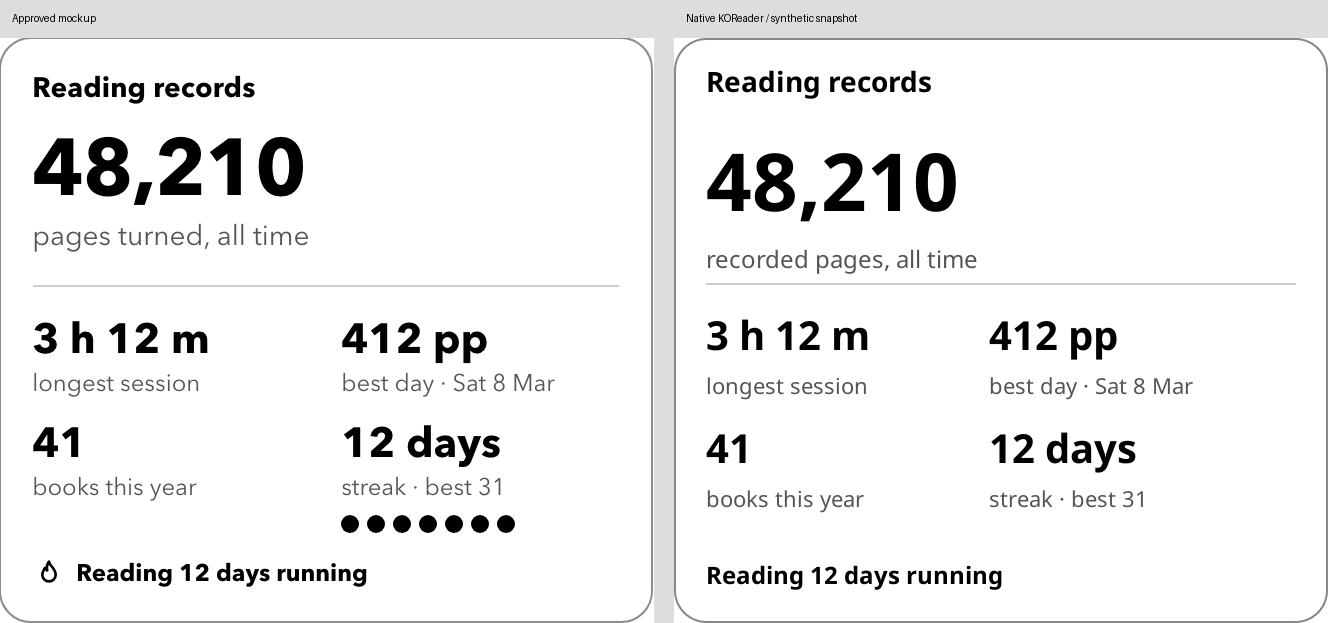 Approved mockup
Reading records
48,210
pages turned, all time
3 h 12 m
longest session
412 pp
best day · Sat 8 Mar
41
books this year
12 days
streak · best 31
Reading 12 days running
Native KOReader / synthetic snapshot
Reading records
48,210
recorded pages, all time
3 h 12 m
longest session
412 pp
best day · Sat 8 Mar
41
books this year
12 days
streak · best 31
Reading 12 days running